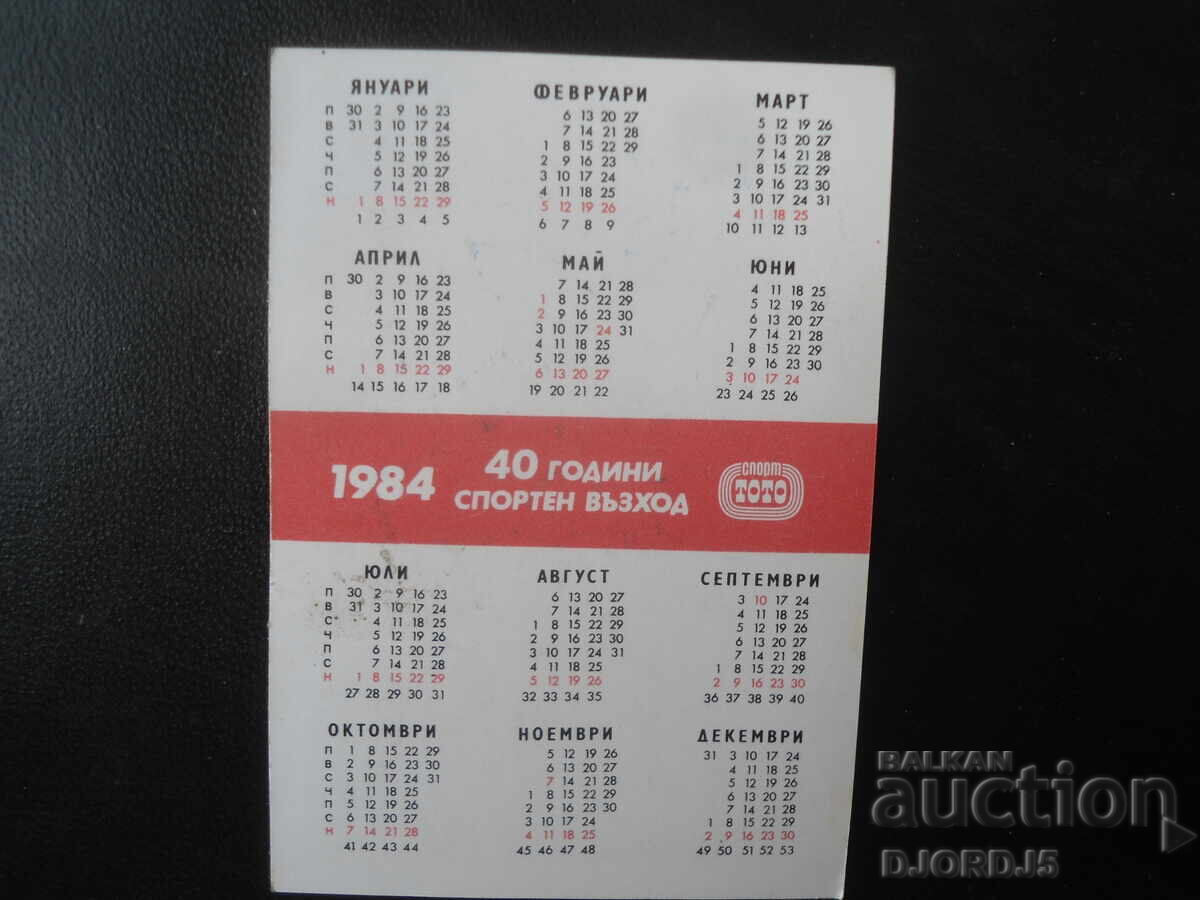 ЯНУАРИ
П 30 2 9 16 23
В 31 3 10 17 24
С 4 11 18 25
Ч 5 12 19 26
П 6 13 20 27
С 7 14 21 28
Н 1 8 15 22 29
1 2 3 4 5
ФЕВРУАРИ
6 13 20 27
7 14 21 28
1 8 15 22 29
2 9 16 23
3 10 17 24
4 11 18 25
5 12 19 26
6 7 8 9
МАРТ
5 12 19 26
6 13 20 27
7 14 21 28
1 8 15 22 29
2 9 16 23 30
3 10 17 24 31
4 11 18 25
10 11 12 13
АПРИЛ
П 30 2 9 16 23
В 3 10 17 24
С 4 11 18 25
Ч 5 12 19 26
П 6 13 20 27
С 7 14 21 28
Н 1 8 15 22 29
14 15 16 17 18
МАЙ
7 14 21 28
1 8 15 22 29
2 9 16 23 30
3 10 17 24 31
4 11 18 25
5 12 19 26
6 13 20 27
19 20 21 22
ЮНИ
4 11 18 25
5 12 19 26
6 13 20 27
7 14 21 28
1 8 15 22 29
2 9 16 23 30
3 10 17 24
23 24 25 26
1984
40 ГОДИНИ
СПОРТЕН ВЪЗХОД
спорт
ТОТО
ЮЛИ
П 30 2 9 16 23
В 31 3 10 17 24
С 4 11 18 25
Ч 5 12 19 26
П 6 13 20 27
С 7 14 21 28
Н 1 8 15 22 29
27 28 29 30 31
АВГУСТ
6 13 20 27
7 14 21 28
1 8 15 22 29
2 9 16 23 30
3 10 17 24 31
4 11 18 25
5 12 19 26
32 33 34 35
СЕПТЕМВРИ
3 10 17 24
4 11 18 25
5 12 19 26
6 13 20 27
7 14 21 28
1 8 15 22 29
2 9 16 23 30
36 37 38 39 40
ОКТОМВРИ
П 1 8 15 22 29
В 2 9 16 23 30
С 3 10 17 24 31
Ч 4 11 18 25
П 5 12 19 26
С 6 13 20 27
Н 7 14 21 28
41 42 43 44
НОЕМВРИ
5 12 19 26
6 13 20 27
7 14 21 28
1 8 15 22 29
2 9 16 23 30
3 10 17 24
4 11 18 25
45 46 47 48
ДЕКЕМВРИ
31 3 10 17 24
4 11 18 25
5 12 19 26
6 13 20 27
7 14 21 28
1 8 15 22 29
2 9 16 23 30
49 50 51 52 53
BALKAN
auction
DJORDJ5